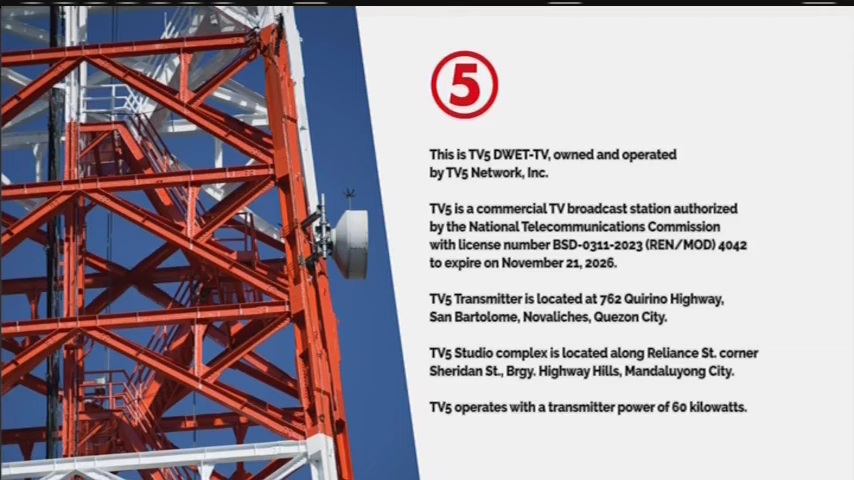 5
This is TV5 DWET-TV, owned and operated
by TV5 Network, Inc.
TV5 is a commercial TV broadcast station authorized
by the National Telecommunications Commission
with license number BSD-0311-2023 (REN/MOD) 4042
to expire on November 21, 2026.
TV5 Transmitter is located at 762 Quirino Highway,
San Bartolome, Novaliches, Quezon City.
TV5 Studio complex is located along Reliance St. corner
Sheridan St., Brgy. Highway Hills, Mandaluyong City.
TV5 operates with a transmitter power of 60 kilowatts.